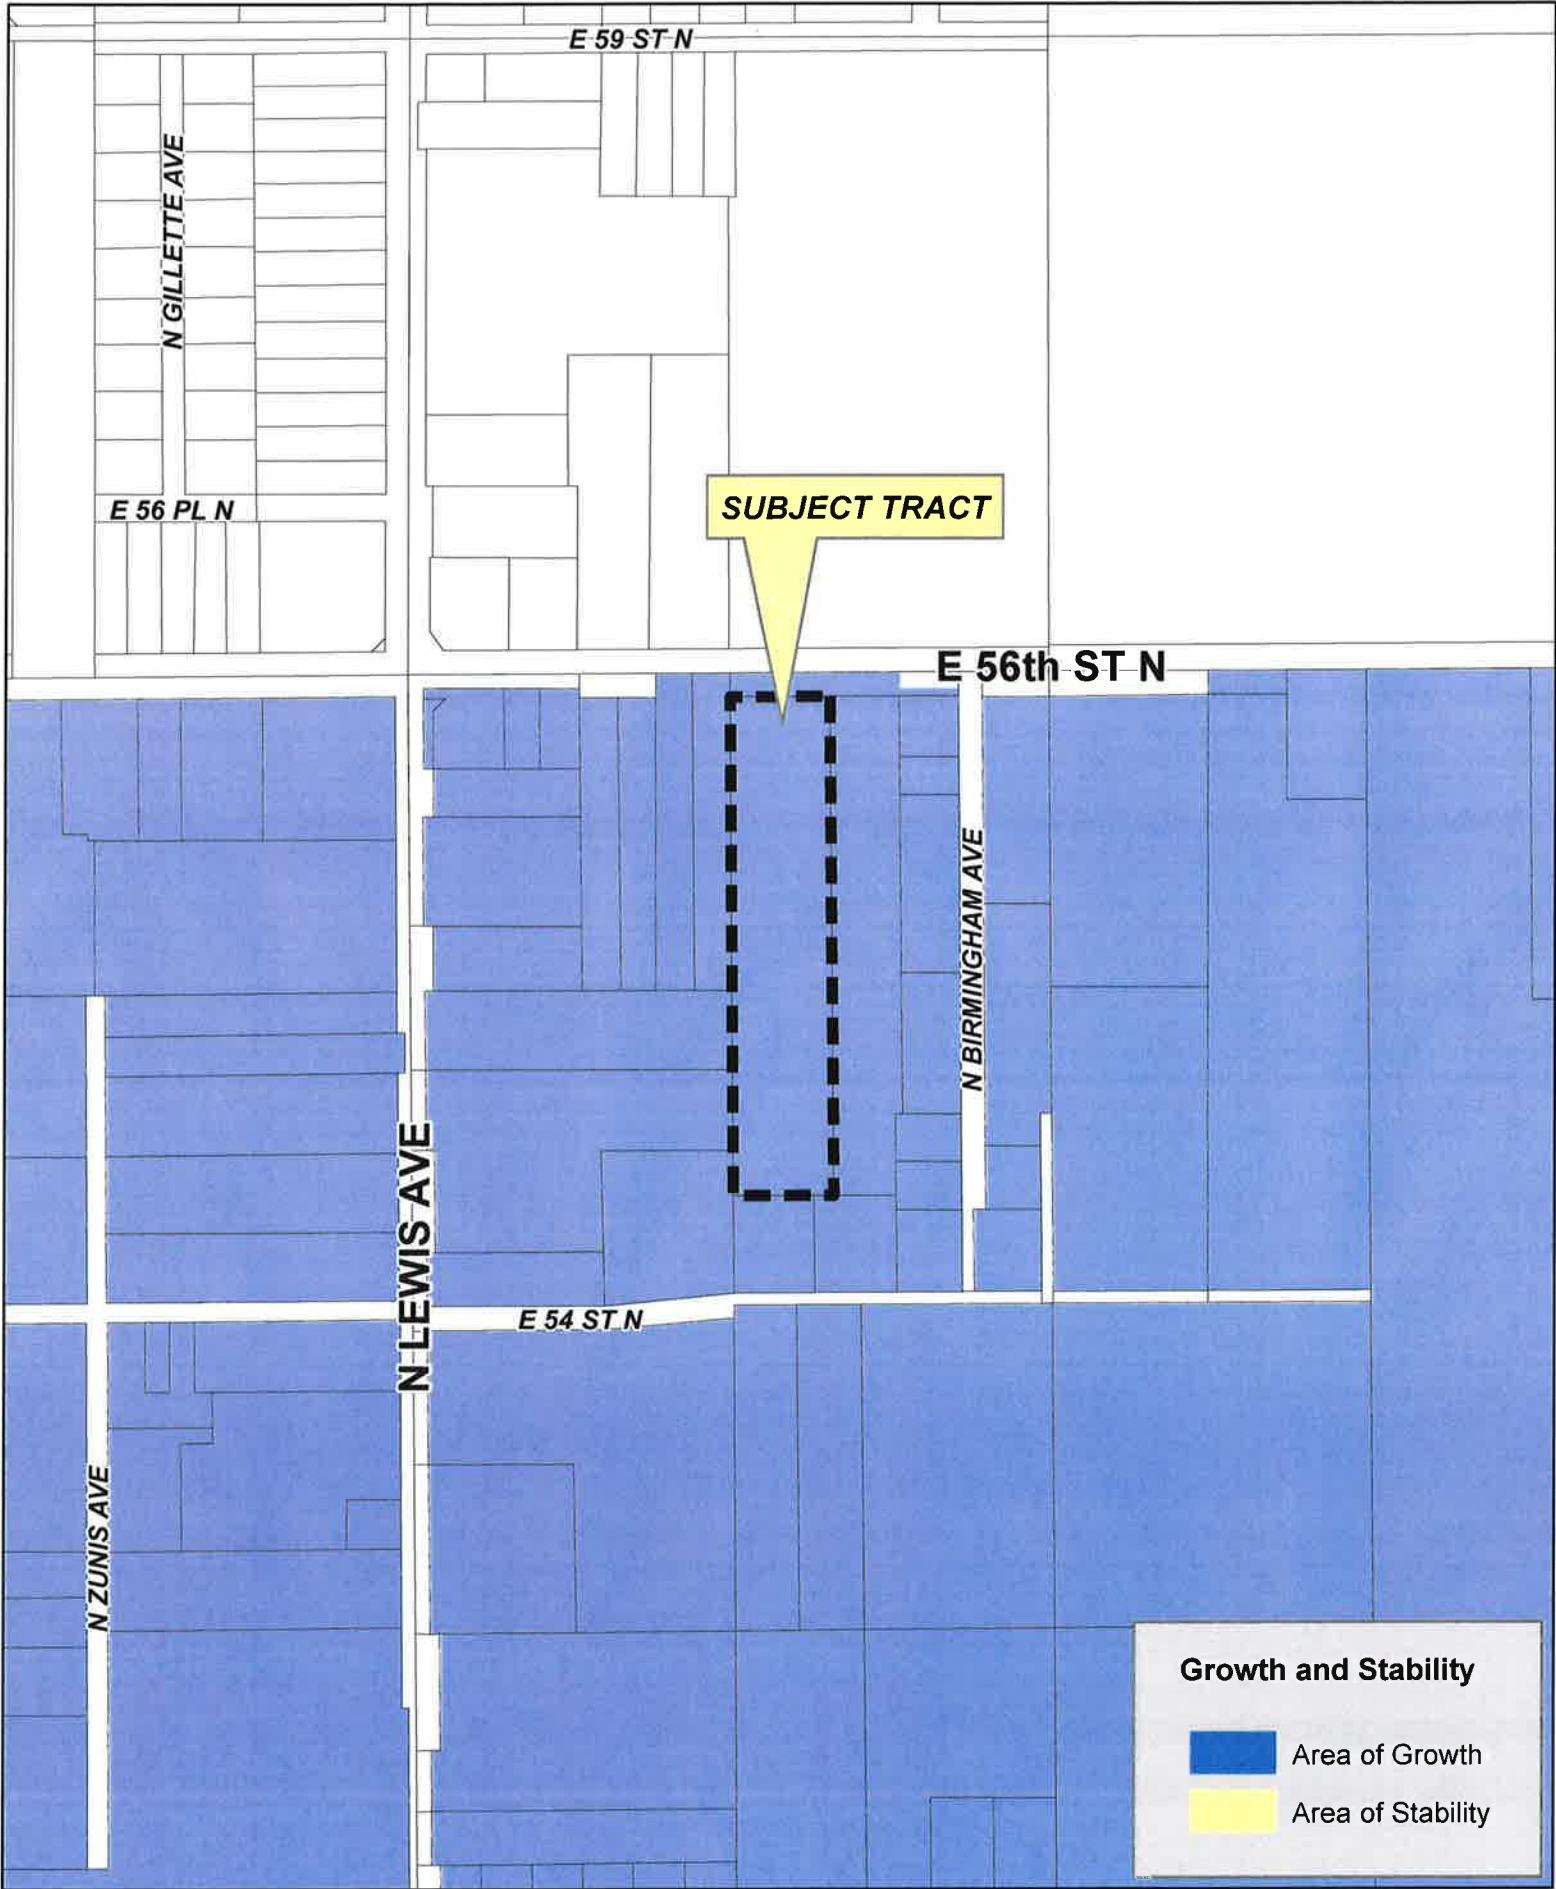 E 59 ST N
N GILLETTE AVE
E 56 PL N
SUBJECT TRACT
E 56th ST N
N BIRMINGHAM AVE
N LEWIS AVE
E 54 ST N
N ZUNIS AVE
Growth and Stability
Area of Growth
Area of Stability